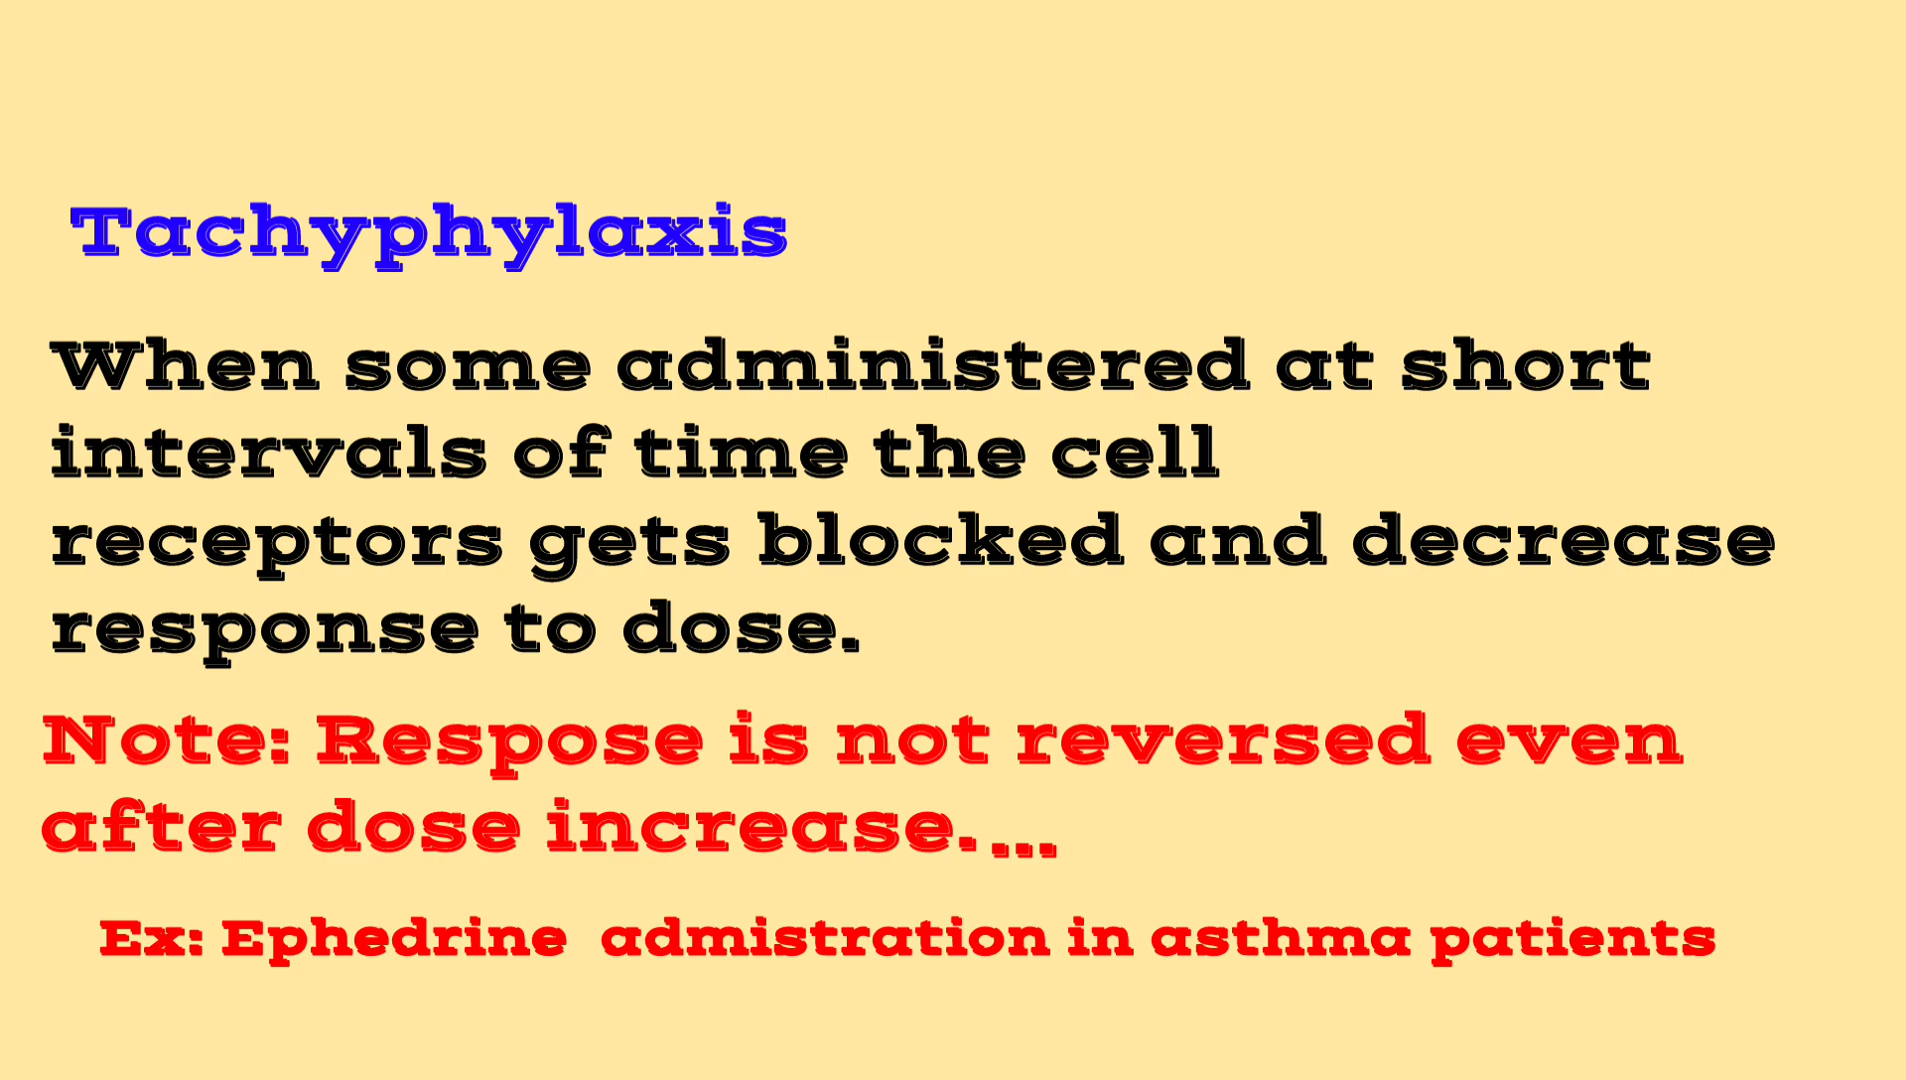 Tachyphylaxis
When some administered at short
intervals of time the cell
receptors gets blocked and decrease
response to dose.
Note: Respose is not reversed even
after dose increase....
Ex: Ephedrine admistration in asthma patients